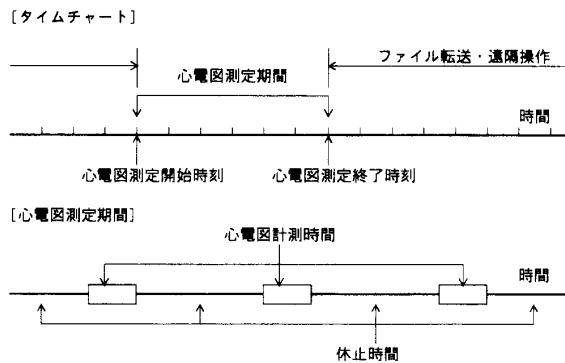 [タイムチャート]
ファイル転送・遠隔操作
心電図測定期間
時間
心電図測定開始時刻
心電図測定終了時刻
[心電図測定期間]
心電図計測時間
時間
休止時間